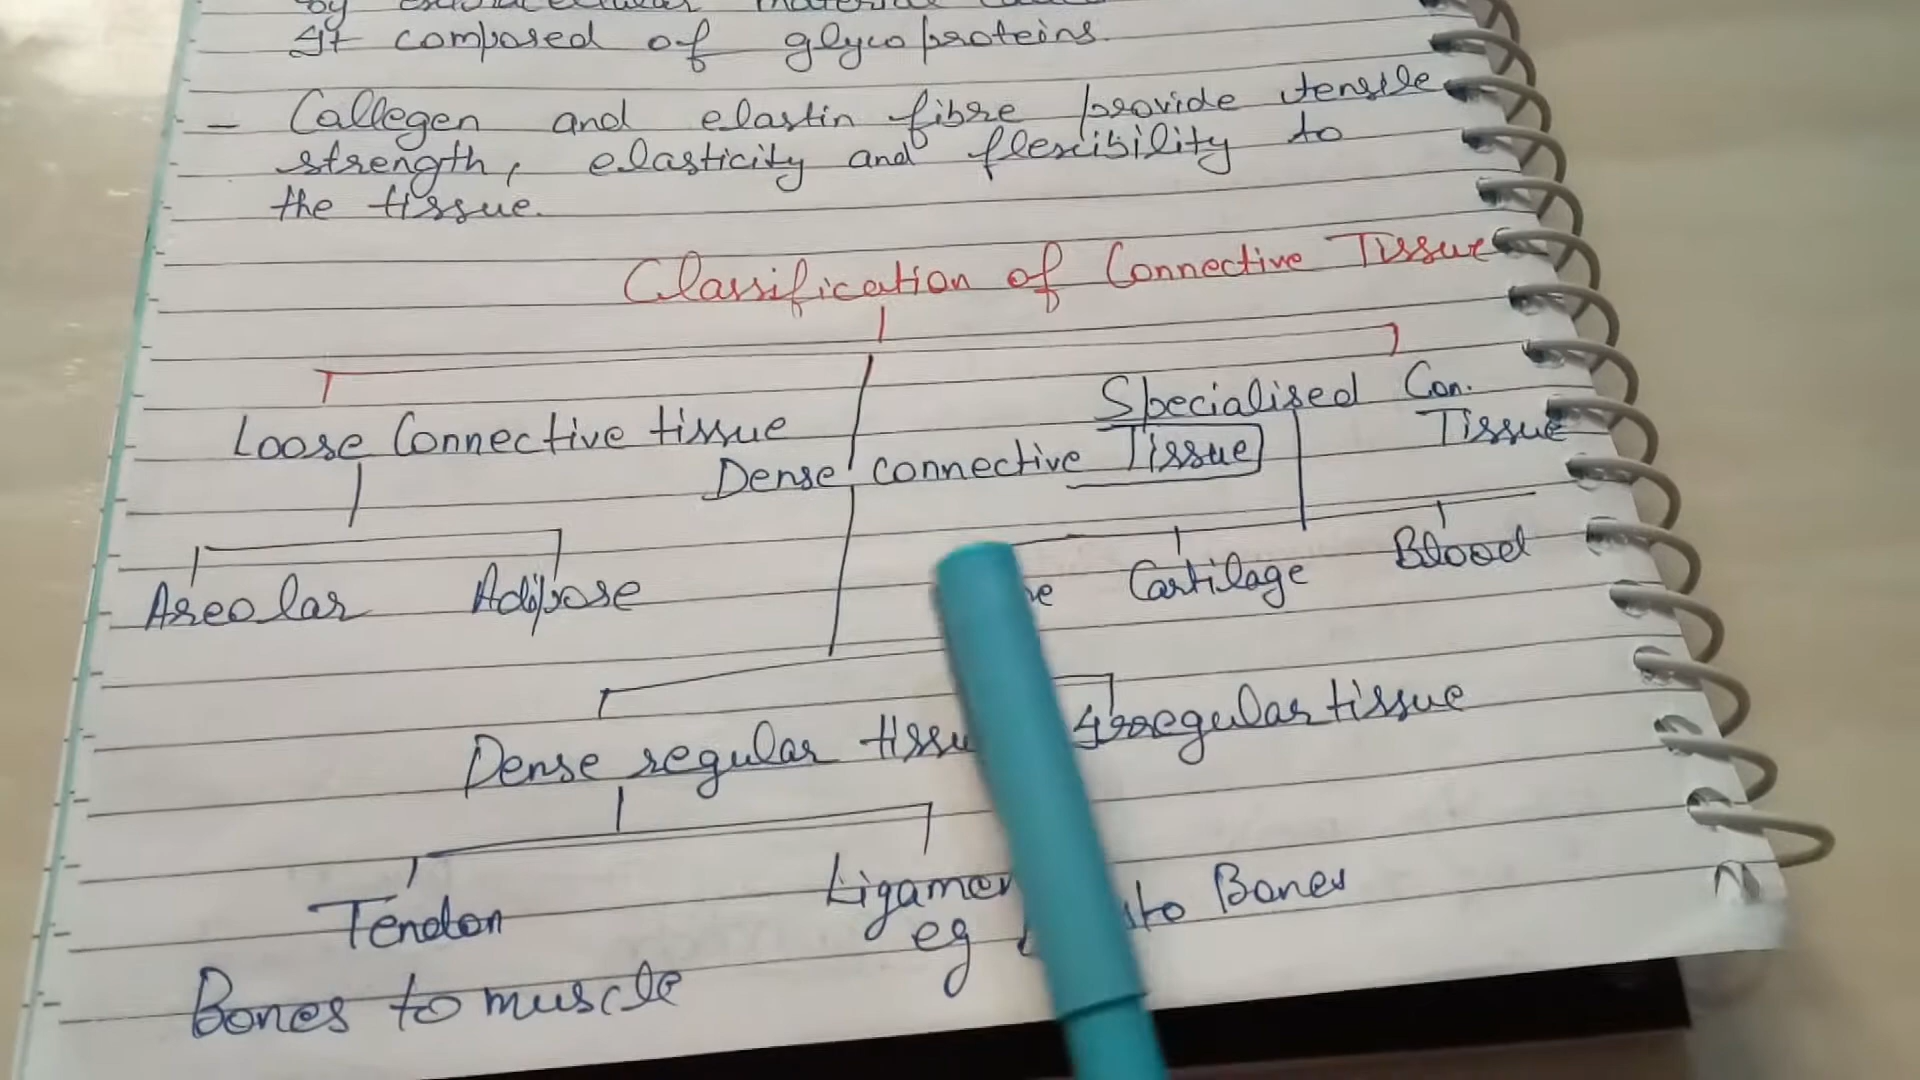 It composed of glycoproteins.
- Callegen and elastin fibre provide tensile
strength, elasticity and flexibility to
the tissue.
Classification of Connective Tissue
Loose Connective tissue
Specialised Con.
Tissue
Dense connective Tissue
Areolar Adipose
Cartilage Blood
Dense regular Irregular tissue
Tendon
eg to Bones
Bones to muscle